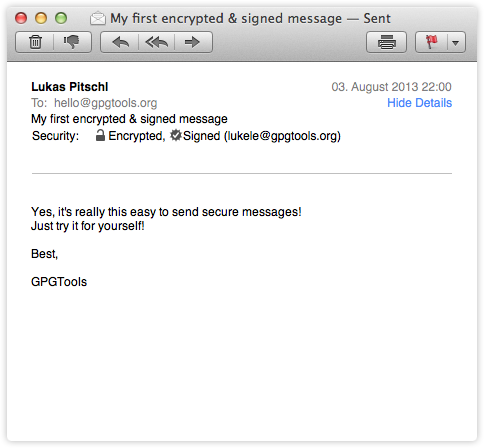 My first encrypted & signed message — Sent
Lukas Pitschl 03. August 2013 22:00
To: hello@gpgtools.org Hide Details
My first encrypted & signed message
Security: Encrypted, Signed (lukele@gpgtools.org)
Yes, it's really this easy to send secure messages!
Just try it for yourself!
Best,
GPGTools